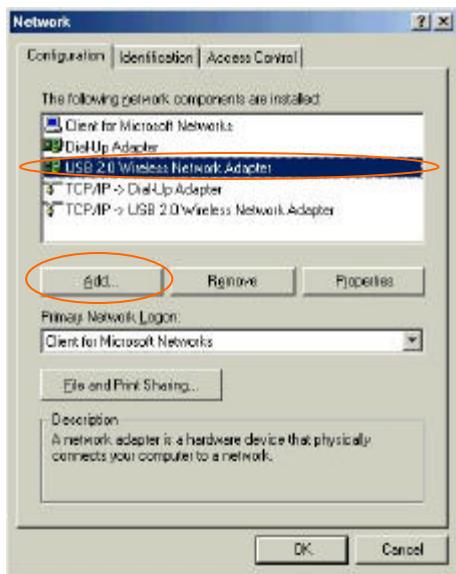 Network
Configuration Identification Access Control
The following network components are installed:
Client for Microsoft Networks
Dial-Up Adapter
USB 2.0 Wireless Network Adapter
TCP/IP -> Dial-Up Adapter
TCP/IP -> USB 2.0 Wireless Network Adapter
Add... Remove Properties
Primary Network Logon:
Client for Microsoft Networks
File and Print Sharing...
Description
A network adapter is a hardware device that physically
connects your computer to a network.
OK Cancel